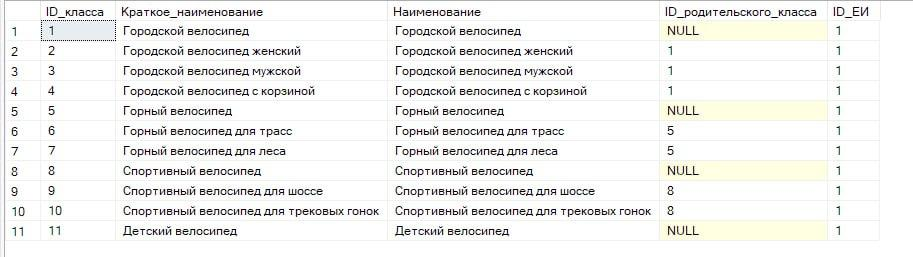 ID_класса Краткое_наименование Наименование ID_родительского_класса ID_ЕИ
1 1 Городской велосипед Городской велосипед NULL 1
2 2 Городской велосипед женский Городской велосипед женский 1 1
3 3 Городской велосипед мужской Городской велосипед мужской 1 1
4 4 Городской велосипед с корзиной Городской велосипед с корзиной 1 1
5 5 Горный велосипед Горный велосипед NULL 1
6 6 Горный велосипед для трасс Горный велосипед для трасс 5 1
7 7 Горный велосипед для леса Горный велосипед для леса 5 1
8 8 Спортивный велосипед Спортивный велосипед NULL 1
9 9 Спортивный велосипед для шоссе Спортивный велосипед для шоссе 8 1
10 10 Спортивный велосипед для трековых гонок Спортивный велосипед для трековых гонок 8 1
11 11 Детский велосипед Детский велосипед NULL 1